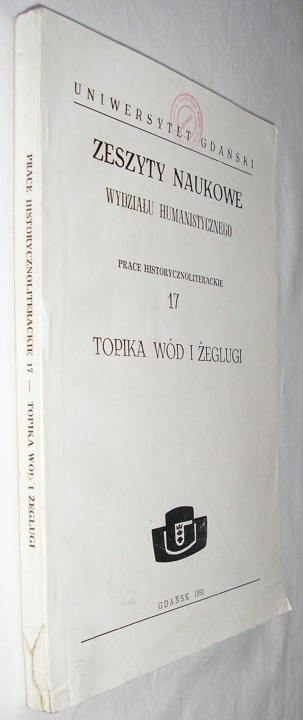 UNIWERSYTET GDAŃSKI
ZESZYTY NAUKOWE
WYDZIAŁU HUMANISTYCZNEGO
PRACE HISTORYCZNOLITERACKIE
17
TOPIKA WÓD I ŻEGLUGI
GDAŃSK 1991
PRACE HISTORYCZNOLITERACKIE 17 — TOPIKA WÓD I ŻEGLUGI